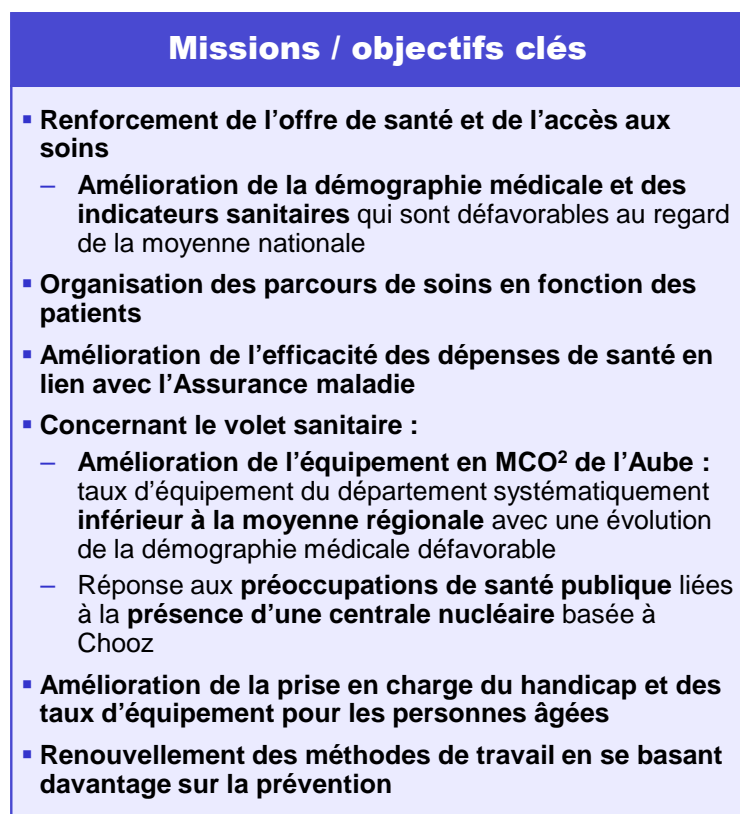 Missions / objectifs clés
▪ Renforcement de l’offre de santé et de l’accès aux
soins
– Amélioration de la démographie médicale et des
indicateurs sanitaires qui sont défavorables au regard
de la moyenne nationale
▪ Organisation des parcours de soins en fonction des
patients
▪ Amélioration de l’efficacité des dépenses de santé en
lien avec l’Assurance maladie
▪ Concernant le volet sanitaire :
– Amélioration de l’équipement en MCO² de l’Aube :
taux d’équipement du département systématiquement
inférieur à la moyenne régionale avec une évolution
de la démographie médicale défavorable
– Réponse aux préoccupations de santé publique liées
à la présence d’une centrale nucléaire basée à
Chooz
▪ Amélioration de la prise en charge du handicap et des
taux d’équipement pour les personnes âgées
▪ Renouvellement des méthodes de travail en se basant
davantage sur la prévention